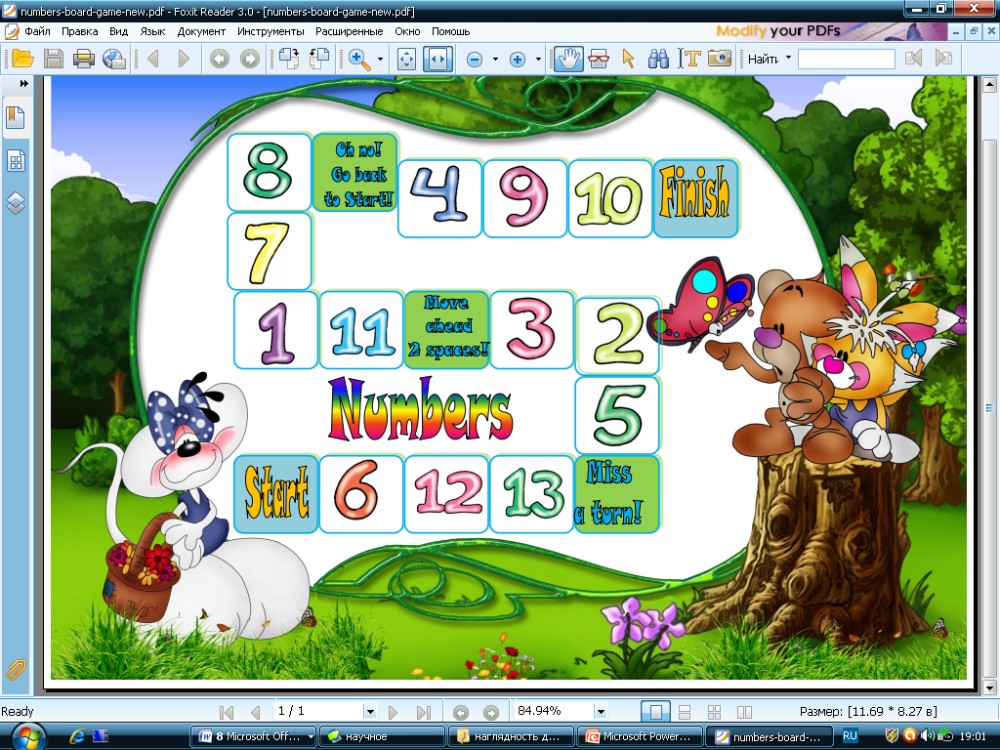 numbers-board-game-new.pdf - Foxit Reader 3.0 - [numbers-board-game-new.pdf]
Файл Правка Вид Язык Документ Инструменты Расширенные Окно Помощь
Modify your PDFs
Найти
8
Oh no!
Go back
to Start!
4 9 10 Finish
7
1 11
Move
ahead
2 spaces!
3 2
Numbers
5
Start 6 12 13
Miss
a turn!
Ready
1 / 1
84.94%
Размер: [11.69 * 8.27 в]
8 Microsoft Off...
научное
наглядность д...
Microsoft Power...
numbers-board-...
RU
19:01